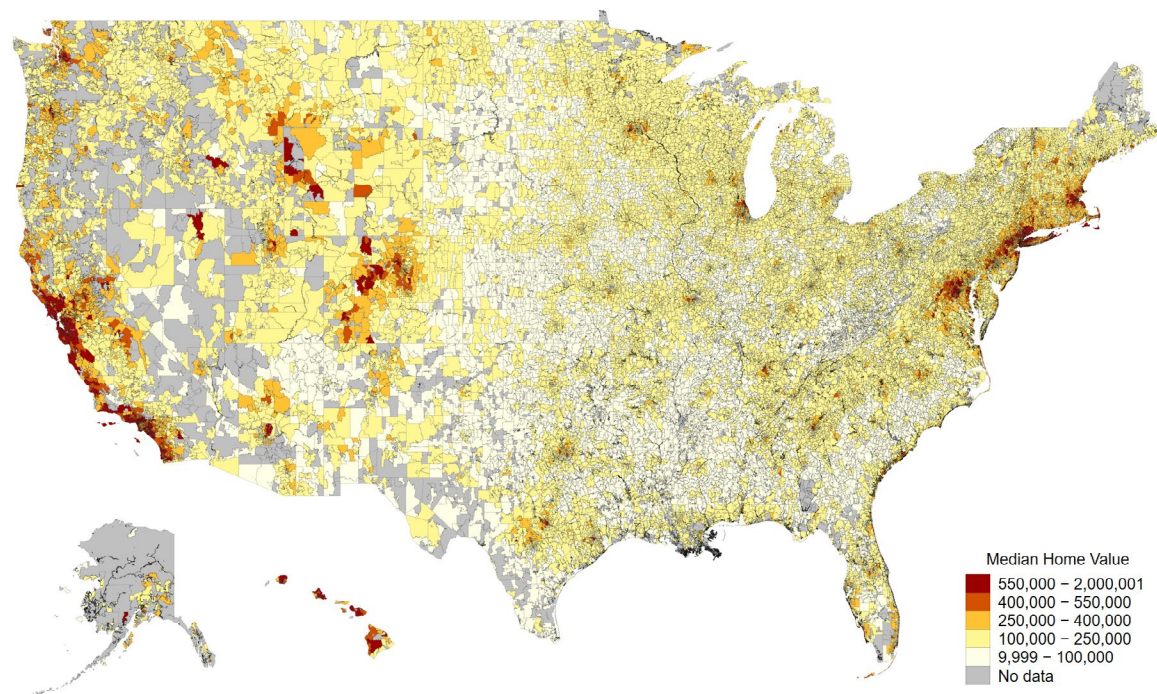 Median Home Value
550,000 − 2,000,001
400,000 − 550,000
250,000 − 400,000
100,000 − 250,000
9,999 − 100,000
No data